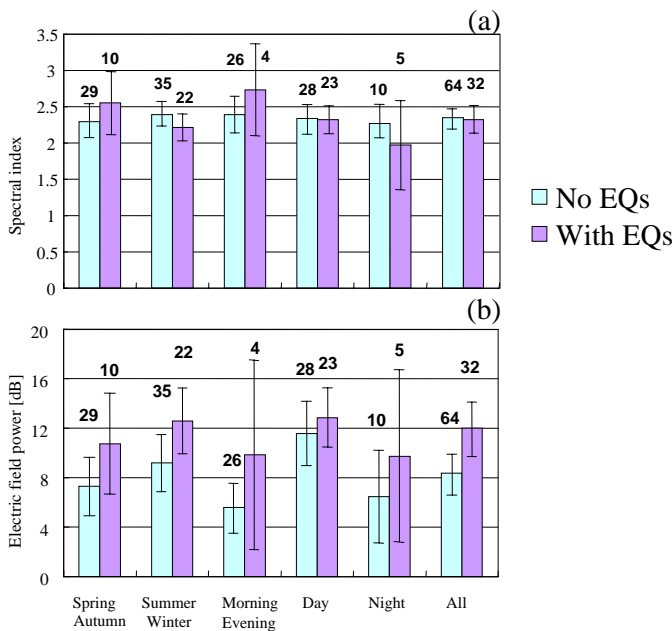 (a)
3.5
3
2.5
2
1.5
1
0.5
0
Spectral index
29 10 35 22 26 4 28 23 10 5 64 32
No EQs
With EQs
(b)
20
16
12
8
4
0
Electric field power [dB]
29 10 35 22 26 4 28 23 10 5 64 32
Spring Summer Morning Day Night All
Autumn Winter Evening